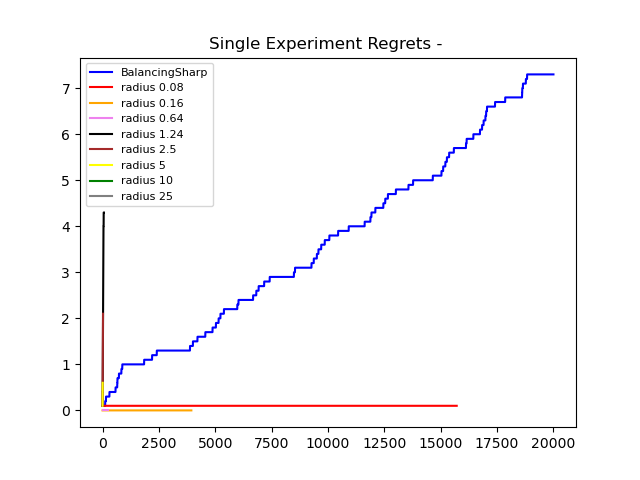 Single Experiment Regrets -
BalancingSharp
radius 0.08
radius 0.16
radius 0.64
radius 1.24
radius 2.5
radius 5
radius 10
radius 25
7
6
5
4
3
2
1
0
0 2500 5000 7500 10000 12500 15000 17500 20000